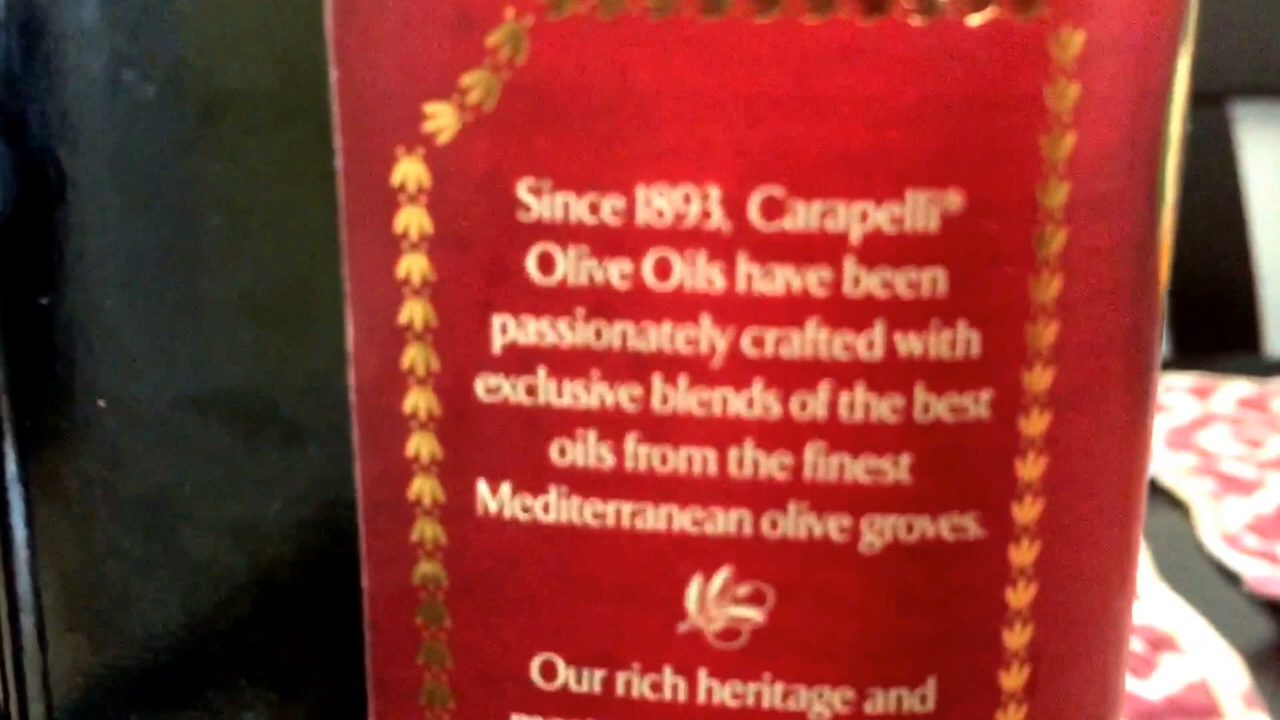 Since 1893, Carapelli®
Olive Oils have been
passionately crafted with
exclusive blends of the best
oils from the finest
Mediterranean olive groves.
Our rich heritage and